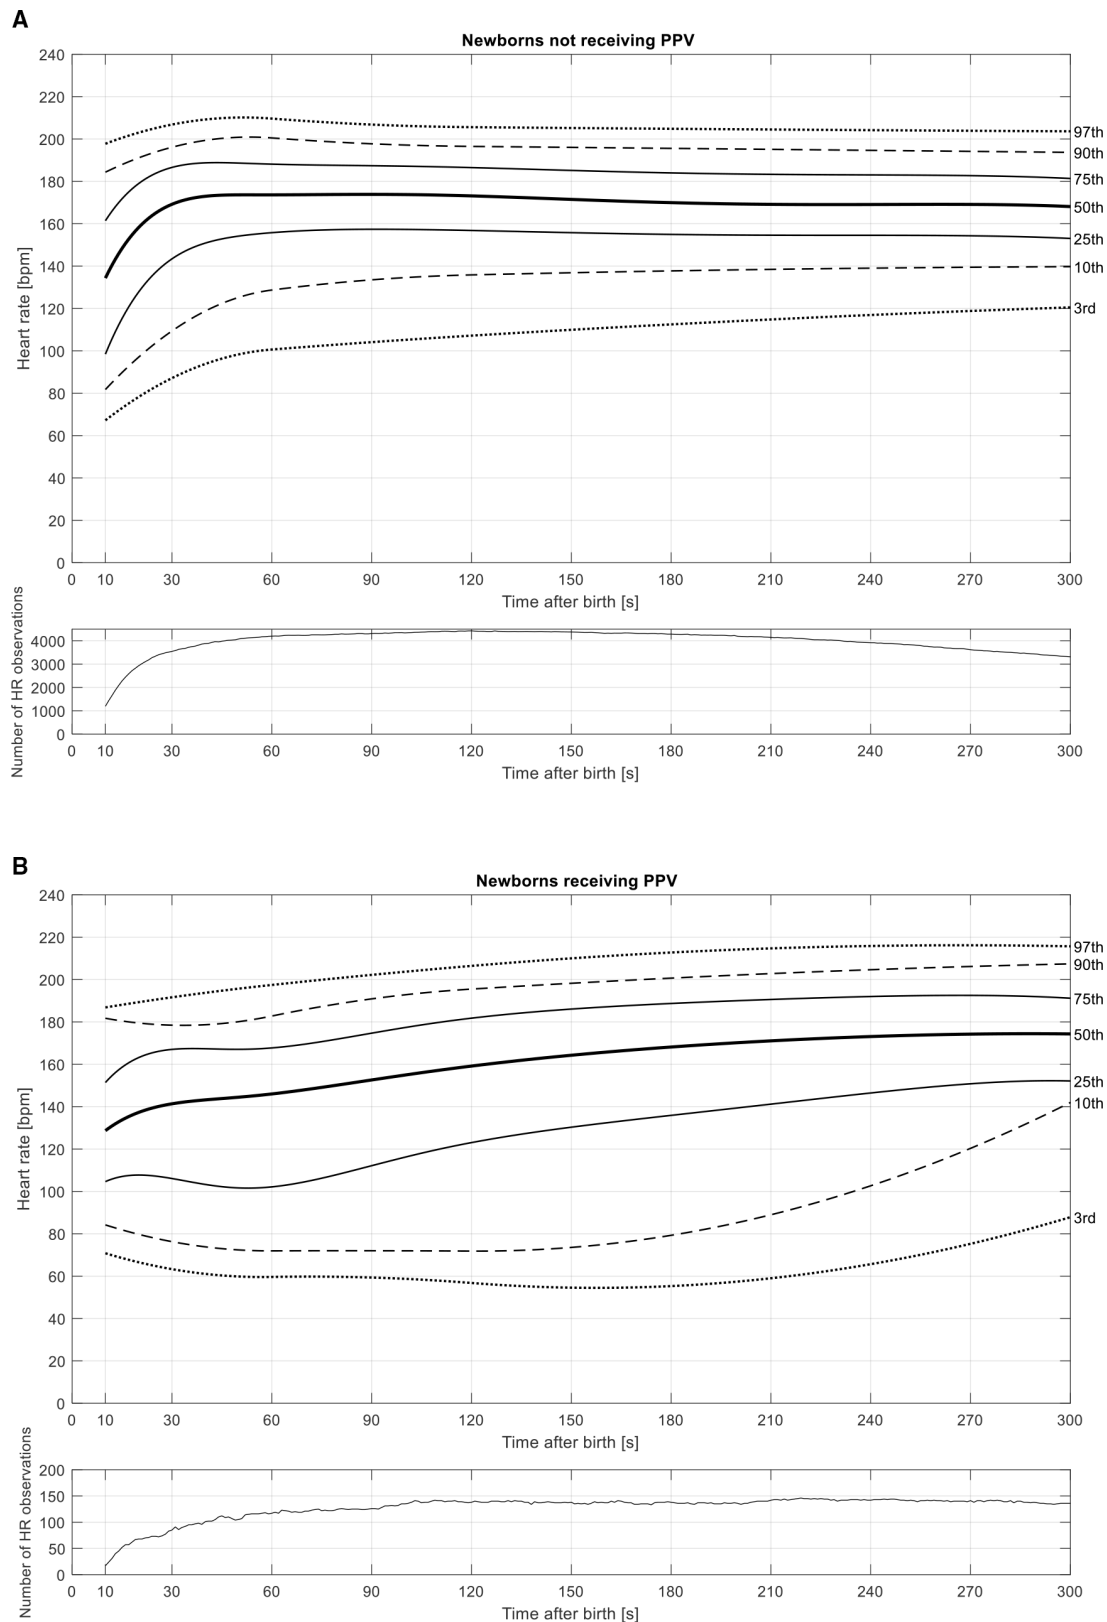 A
Newborns not receiving PPV
Heart rate [bpm]
240
220
200
180
160
140
120
100
80
60
40
20
0
97th
90th
75th
50th
25th
10th
3rd
0 10 30 60 90 120 150 180 210 240 270 300
Time after birth [s]
Number of HR observations
4000
3000
2000
1000
0
0 10 30 60 90 120 150 180 210 240 270 300
Time after birth [s]
B
Newborns receiving PPV
Heart rate [bpm]
240
220
200
180
160
140
120
100
80
60
40
20
0
97th
90th
75th
50th
25th
10th
3rd
0 10 30 60 90 120 150 180 210 240 270 300
Time after birth [s]
Number of HR observations
200
150
100
50
0
0 10 30 60 90 120 150 180 210 240 270 300
Time after birth [s]